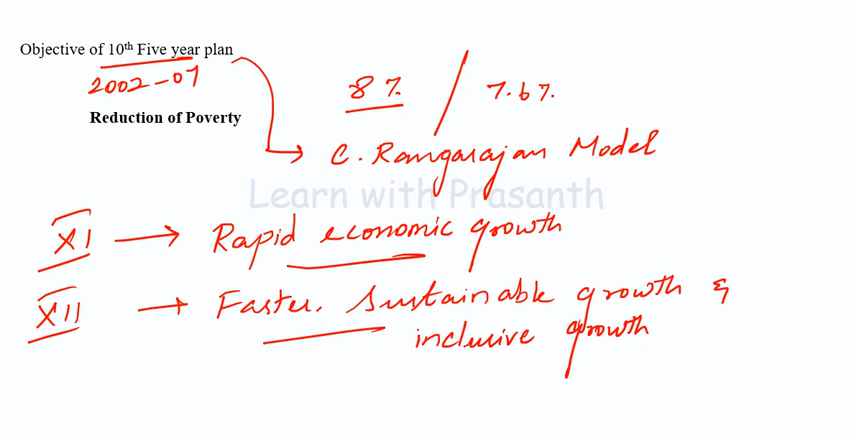 Objective of 10th Five year plan
2002-07
8% / 7.6%.
Reduction of Poverty
C. Rangarajan Model
Learn with Prasanth
XI → Rapid economic growth
XII → Faster, Sustainable growth &
inclusive growth